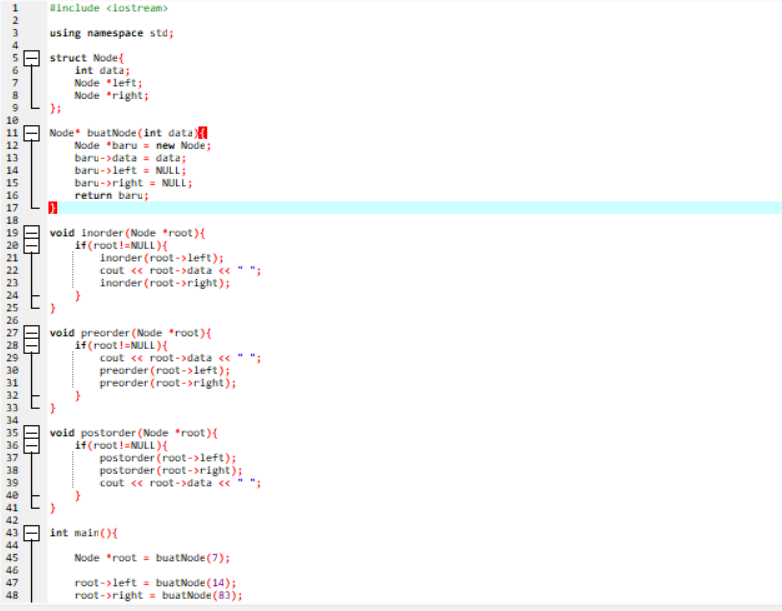 1 #include <iostream>
2
3 using namespace std;
4
5 struct Node{
6 int data;
7 Node *left;
8 Node *right;
9 };
10
11 Node* buatNode(int data){
12 Node *baru = new Node;
13 baru->data = data;
14 baru->left = NULL;
15 baru->right = NULL;
16 return baru;
17 }
18
19 void inorder(Node *root){
20 if(root!=NULL){
21 inorder(root->left);
22 cout << root->data << " ";
23 inorder(root->right);
24 }
25 }
26
27 void preorder(Node *root){
28 if(root!=NULL){
29 cout << root->data << " ";
30 preorder(root->left);
31 preorder(root->right);
32 }
33 }
34
35 void postorder(Node *root){
36 if(root!=NULL){
37 postorder(root->left);
38 postorder(root->right);
39 cout << root->data << " ";
40 }
41 }
42
43 int main(){
44
45 Node *root = buatNode(7);
46
47 root->left = buatNode(14);
48 root->right = buatNode(83);